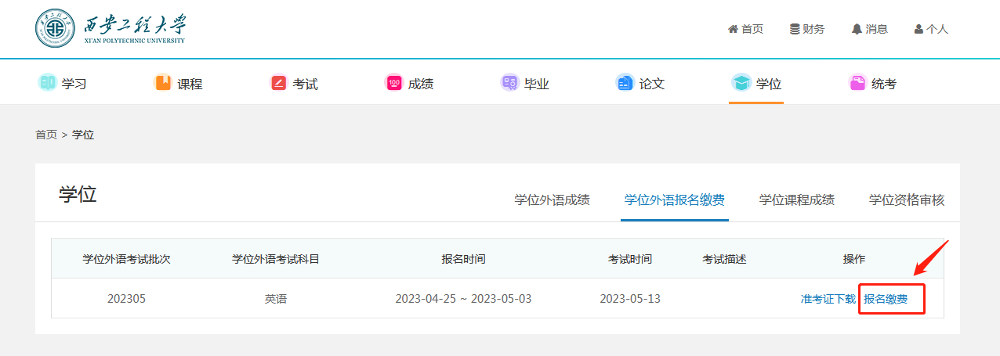 西安工程大学
XI'AN POLYTECHNIC UNIVERSITY
首页 财务 消息 个人
学习 课程 考试 100 成绩 毕业 论文 学位 统考
首页 > 学位
学位
学位外语成绩 学位外语报名缴费 学位课程成绩 学位资格审核
学位外语考试批次 学位外语考试科目 报名时间 考试时间 考试描述 操作
202305 英语 2023-04-25 ~ 2023-05-03 2023-05-13 准考证下载 报名缴费